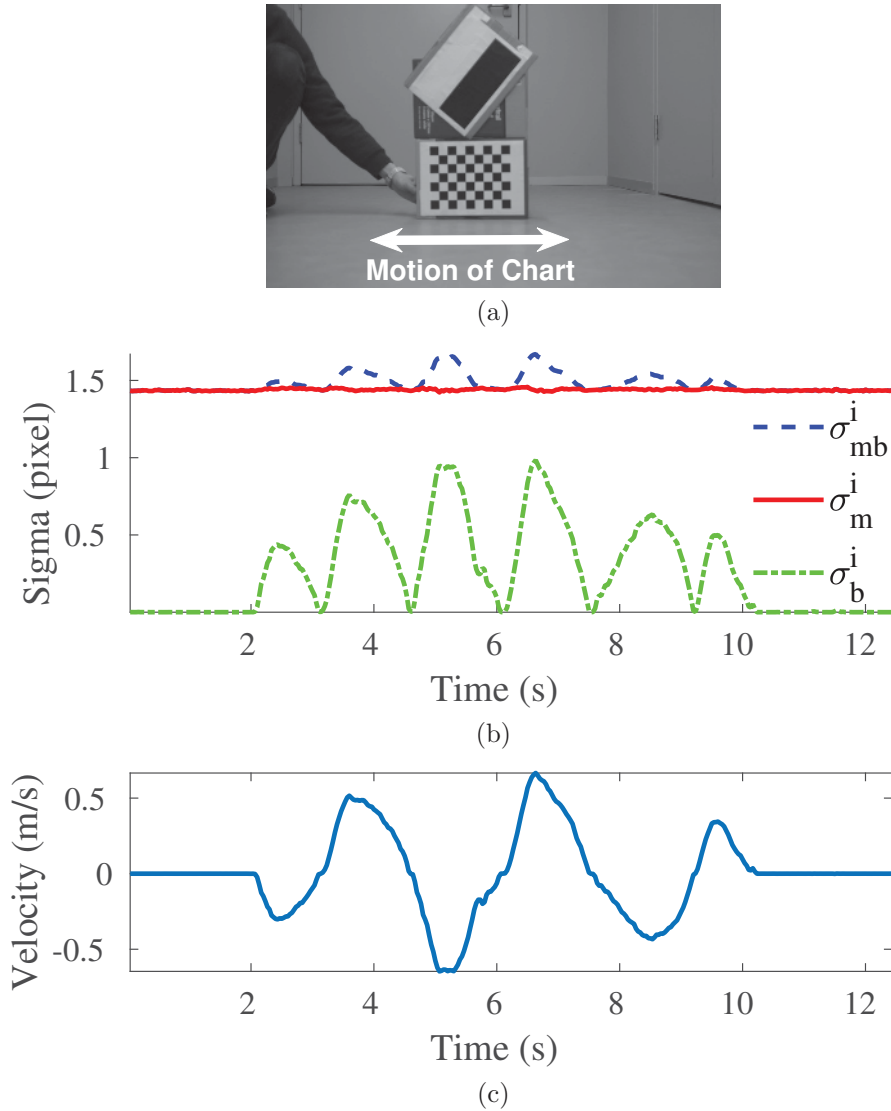 Motion of Chart
(a)
1.5
1
0.5
Sigma (pixel)
σ^i_mb
σ^i_m
σ^i_b
2 4 6 8 10 12
Time (s)
(b)
0.5
0
-0.5
Velocity (m/s)
2 4 6 8 10 12
Time (s)
(c)